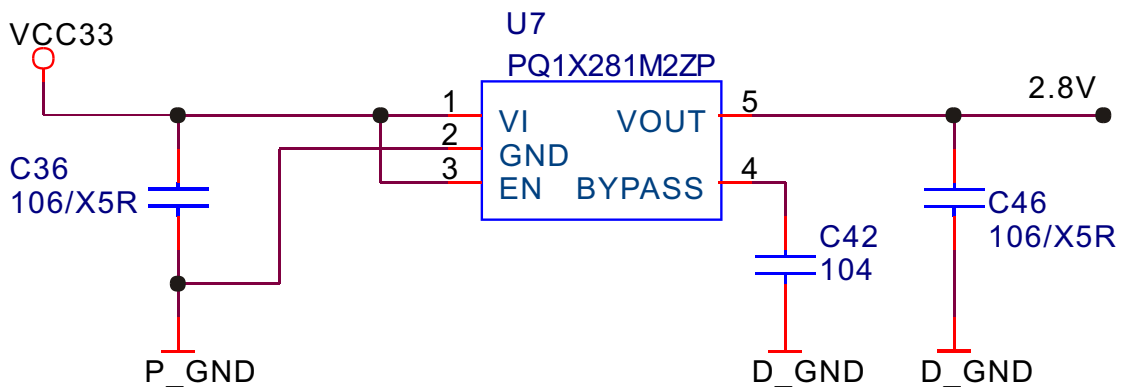 VCC33
U7
PQ1X281M2ZP
2.8V
1
5
VI
VOUT
2
GND
3
4
EN
BYPASS
C36
106/X5R
C42
104
C46
106/X5R
P_GND
D_GND
D_GND